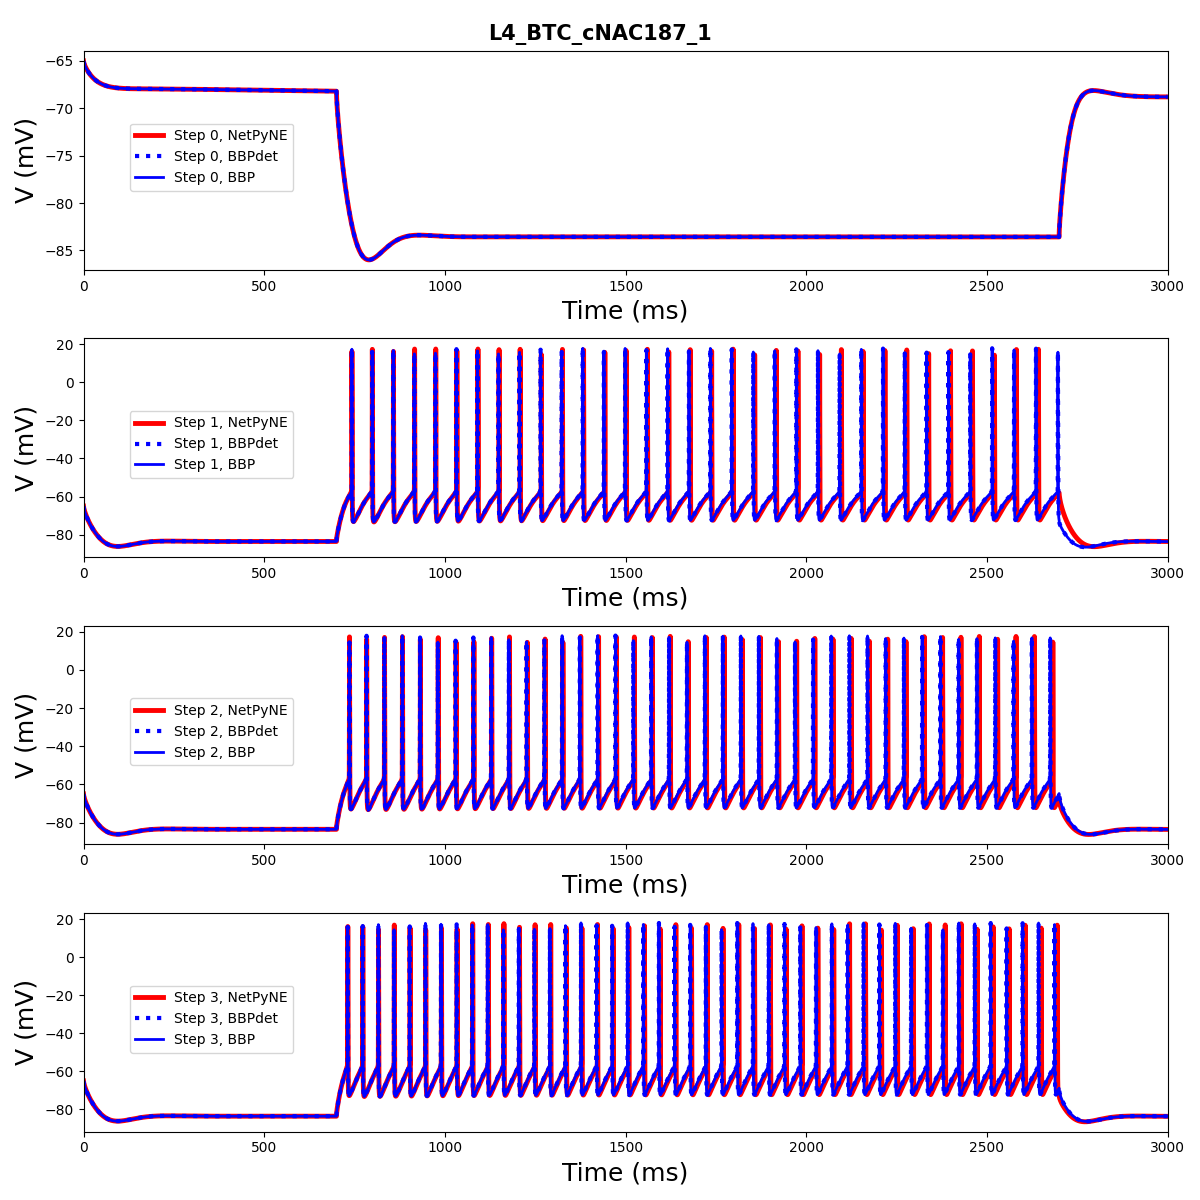 L4_BTC_cNAC187_1
−65
−70
−75
−80
−85
V (mV)
Step 0, NetPyNE
Step 0, BBPdet
Step 0, BBP
0 500 1000 1500 2000 2500 3000
Time (ms)
20
0
−20
−40
−60
−80
V (mV)
Step 1, NetPyNE
Step 1, BBPdet
Step 1, BBP
0 500 1000 1500 2000 2500 3000
Time (ms)
20
0
−20
−40
−60
−80
V (mV)
Step 2, NetPyNE
Step 2, BBPdet
Step 2, BBP
0 500 1000 1500 2000 2500 3000
Time (ms)
20
0
−20
−40
−60
−80
V (mV)
Step 3, NetPyNE
Step 3, BBPdet
Step 3, BBP
0 500 1000 1500 2000 2500 3000
Time (ms)